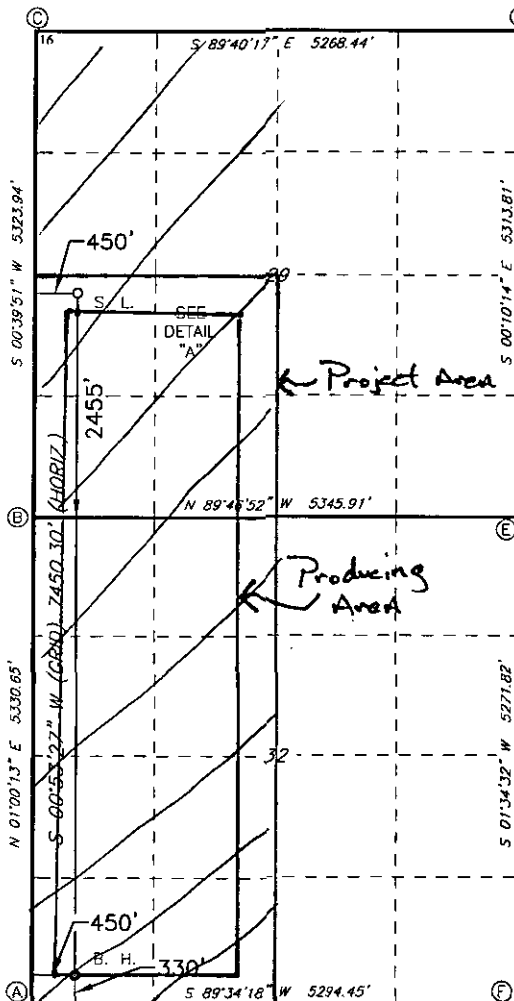 C
16
S 89°40'17" E 5268.44'
S 00°39'51" W 5323.94'
S 00°10'14" E 5313.81'
450'
29
S. L.
SEE
DETAIL
"A"
2455'
Project Area
N 89°46'52" W 5345.91'
B
E
S 00°53'27" W (GRID) 7450.30' (HORIZ.)
Producing
Area
N 01°00'13" E 5330.65'
S 01°34'32" W 5271.82'
32
450'
B. H.
330'
A
S 89°34'18" W 5294.45'
F